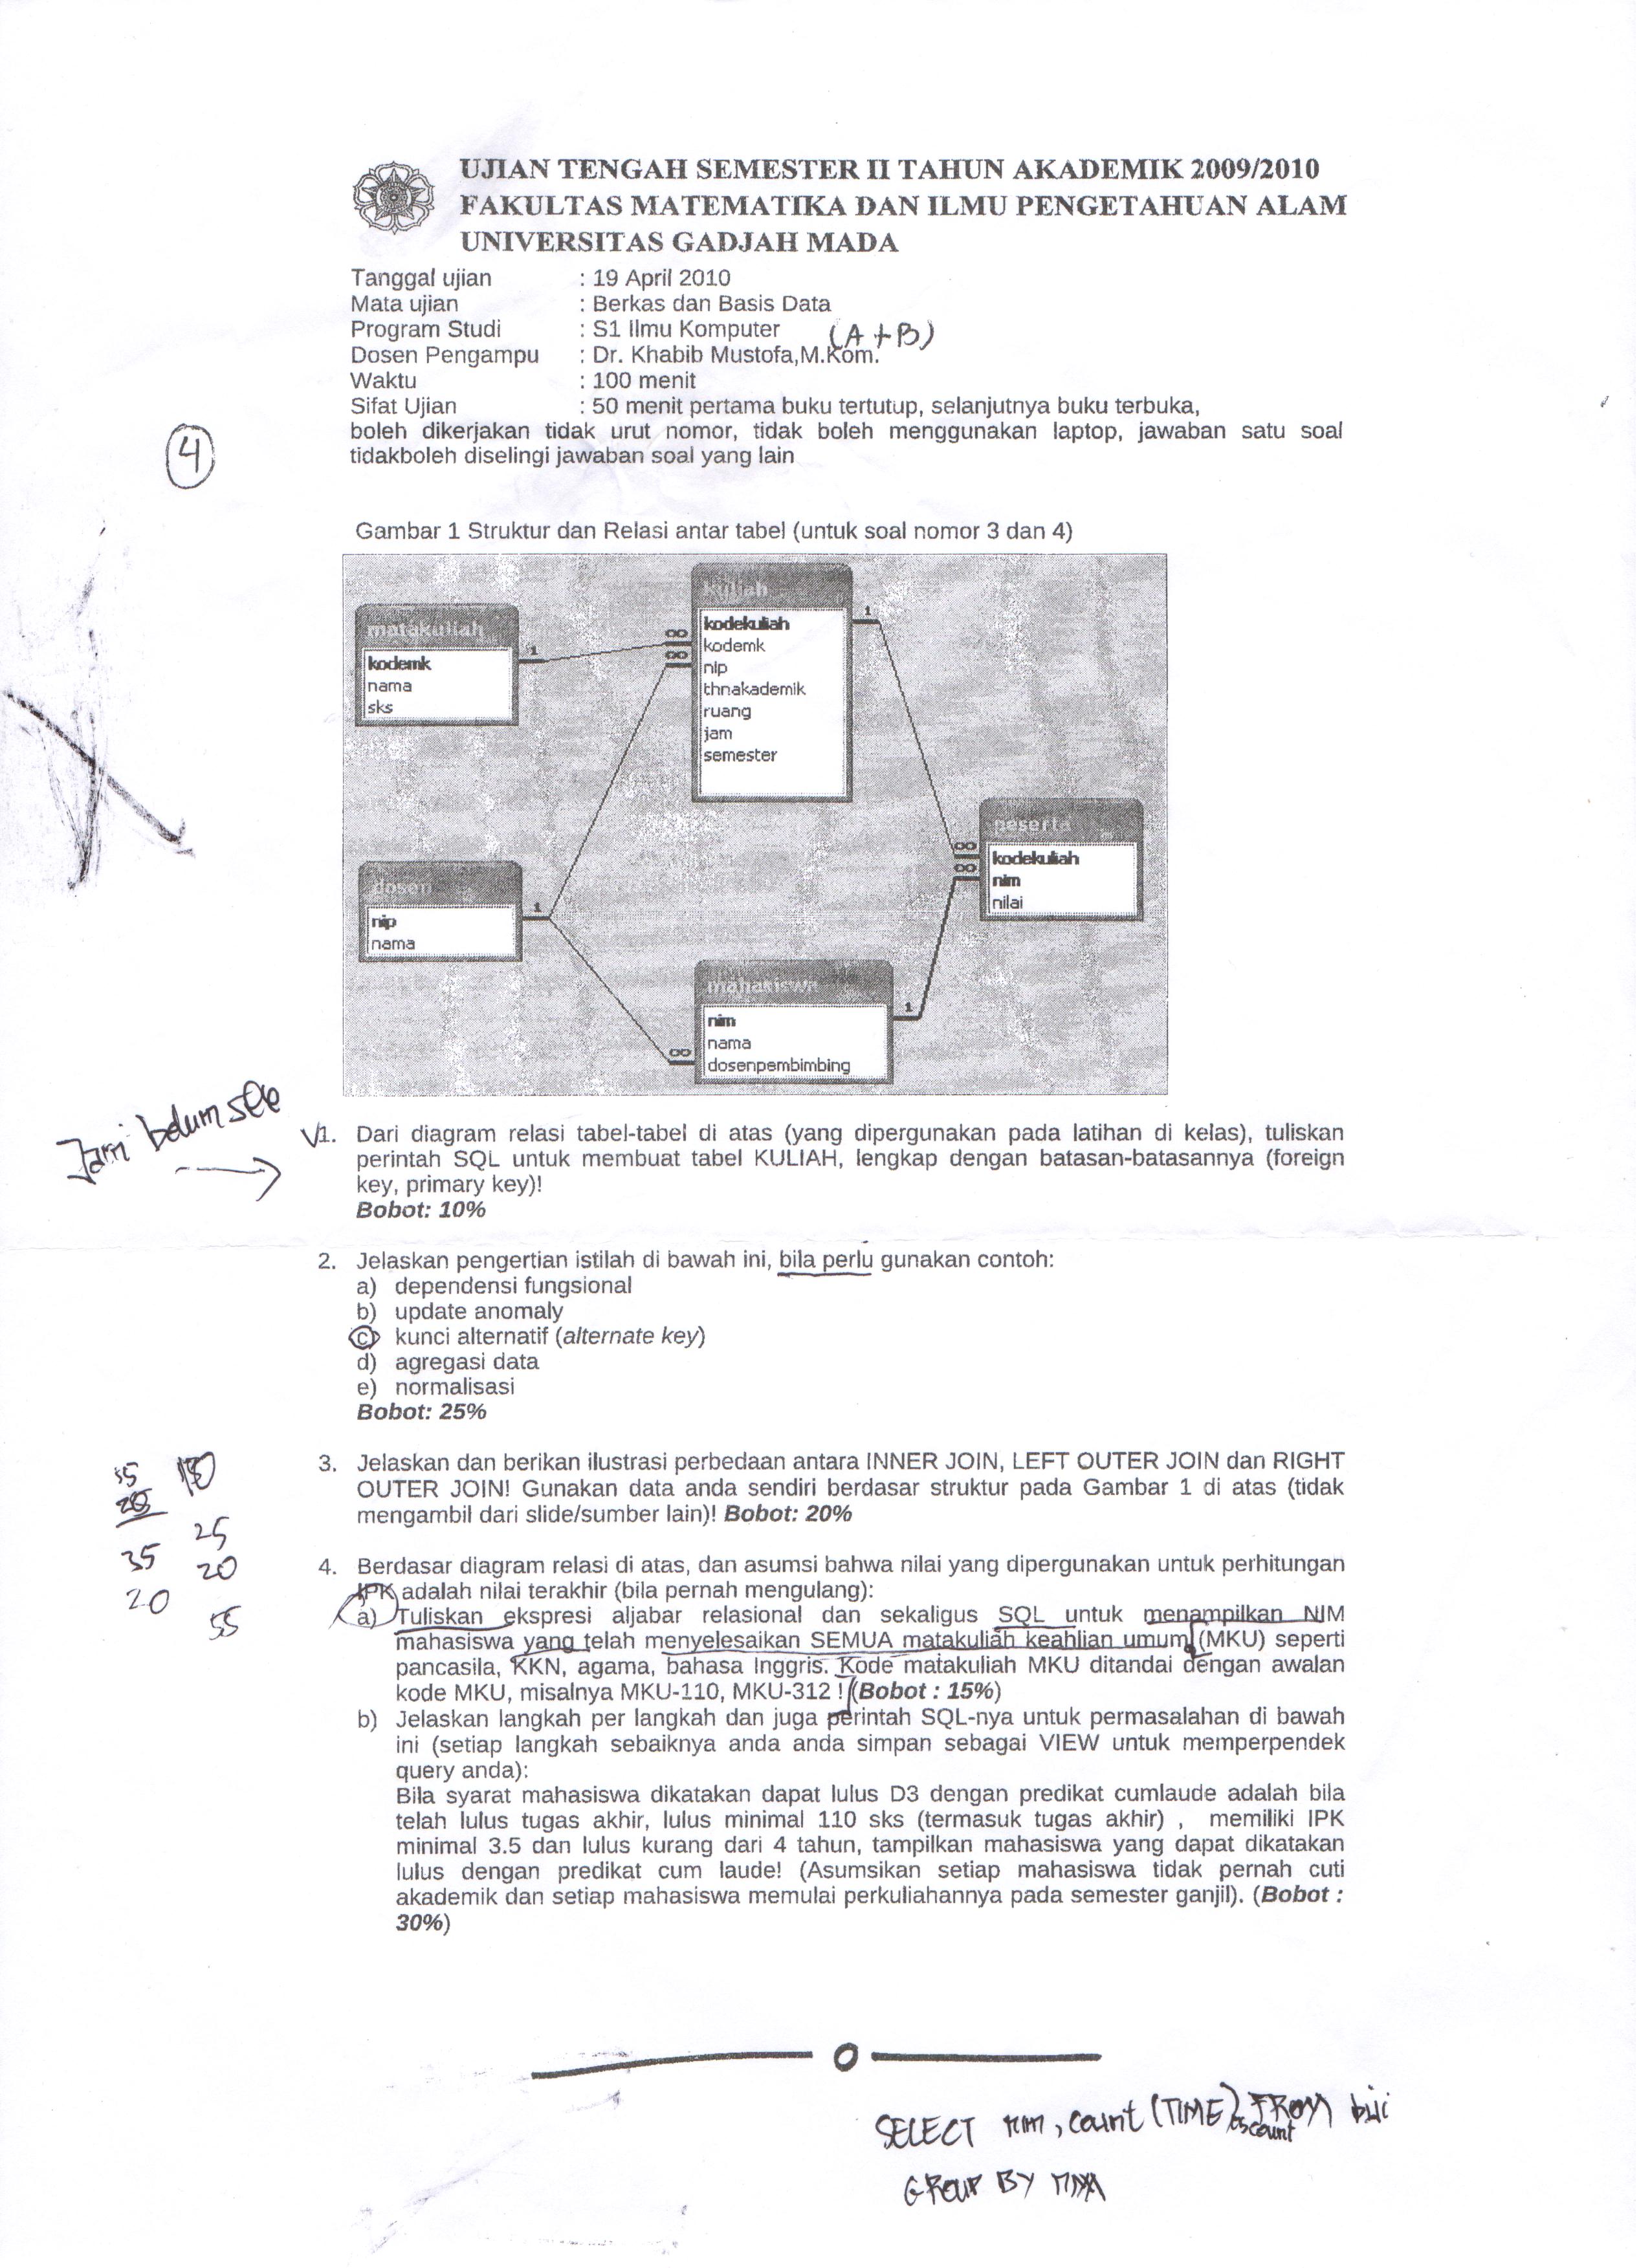 UJIAN TENGAH SEMESTER II TAHUN AKADEMIK 2009/2010
FAKULTAS MATEMATIKA DAN ILMU PENGETAHUAN ALAM
UNIVERSITAS GADJAH MADA
Tanggal ujian : 19 April 2010
Mata ujian : Berkas dan Basis Data
Program Studi : S1 Ilmu Komputer (A+B)
Dosen Pengampu : Dr. Khabib Mustofa,M.Kom.
Waktu : 100 menit
Sifat Ujian : 50 menit pertama buku tertutup, selanjutnya buku terbuka,
boleh dikerjakan tidak urut nomor, tidak boleh menggunakan laptop, jawaban satu soal
tidakboleh diselingi jawaban soal yang lain
4
Gambar 1 Struktur dan Relasi antar tabel (untuk soal nomor 3 dan 4)
matakuliah
kodemk
nama
sks
1
∞
∞
kuliah
kodekuliah
kodemk
nip
thnakademik
ruang
jam
semester
1
dosen
nip
nama
1
peserta
kodekuliah
nim
nilai
∞
∞
mahasiswa
nim
nama
dosenpembimbing
1
∞
belum
V1. Dari diagram relasi tabel-tabel di atas (yang dipergunakan pada latihan di kelas), tuliskan
perintah SQL untuk membuat tabel KULIAH, lengkap dengan batasan-batasannya (foreign
key, primary key)!
Bobot: 10%
2. Jelaskan pengertian istilah di bawah ini, bila perlu gunakan contoh:
a) dependensi fungsional
b) update anomaly
c) kunci alternatif (alternate key)
d) agregasi data
e) normalisasi
Bobot: 25%
3. Jelaskan dan berikan ilustrasi perbedaan antara INNER JOIN, LEFT OUTER JOIN dan RIGHT
OUTER JOIN! Gunakan data anda sendiri berdasar struktur pada Gambar 1 di atas (tidak
mengambil dari slide/sumber lain)! Bobot: 20%
35
25
35 20
20
55
4. Berdasar diagram relasi di atas, dan asumsi bahwa nilai yang dipergunakan untuk perhitungan
IPK adalah nilai terakhir (bila pernah mengulang):
a) Tuliskan ekspresi aljabar relasional dan sekaligus SQL untuk menampilkan NIM
mahasiswa yang telah menyelesaikan SEMUA matakuliah keahlian umum (MKU) seperti
pancasila, KKN, agama, bahasa Inggris. Kode matakuliah MKU ditandai dengan awalan
kode MKU, misalnya MKU-110, MKU-312 ! (Bobot : 15%)
b) Jelaskan langkah per langkah dan juga perintah SQL-nya untuk permasalahan di bawah
ini (setiap langkah sebaiknya anda anda simpan sebagai VIEW untuk memperpendek
query anda):
Bila syarat mahasiswa dikatakan dapat lulus D3 dengan predikat cumlaude adalah bila
telah lulus tugas akhir, lulus minimal 110 sks (termasuk tugas akhir) , memiliki IPK
minimal 3.5 dan lulus kurang dari 4 tahun, tampilkan mahasiswa yang dapat dikatakan
lulus dengan predikat cum laude! (Asumsikan setiap mahasiswa tidak pernah cuti
akademik dan setiap mahasiswa memulai perkuliahannya pada semester ganjil). (Bobot :
30%)
SELECT nim, count (TIME) as count FROM
GROUP BY